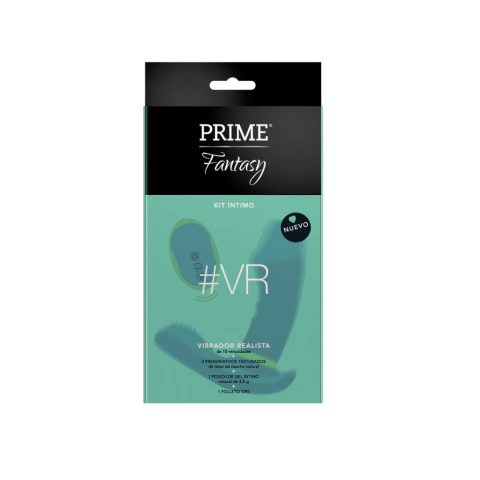 PRIME®
Fantasy
KIT ÍNTIMO
NUEVO
#VR
VIBRADOR REALISTA
de 10 velocidades
+
3 PRESERVATIVOS TEXTURADOS
de látex de caucho natural
+
1 POUCH DE GEL ÍNTIMO
natural de 4,5 g
+
1 FOLLETO TIPS